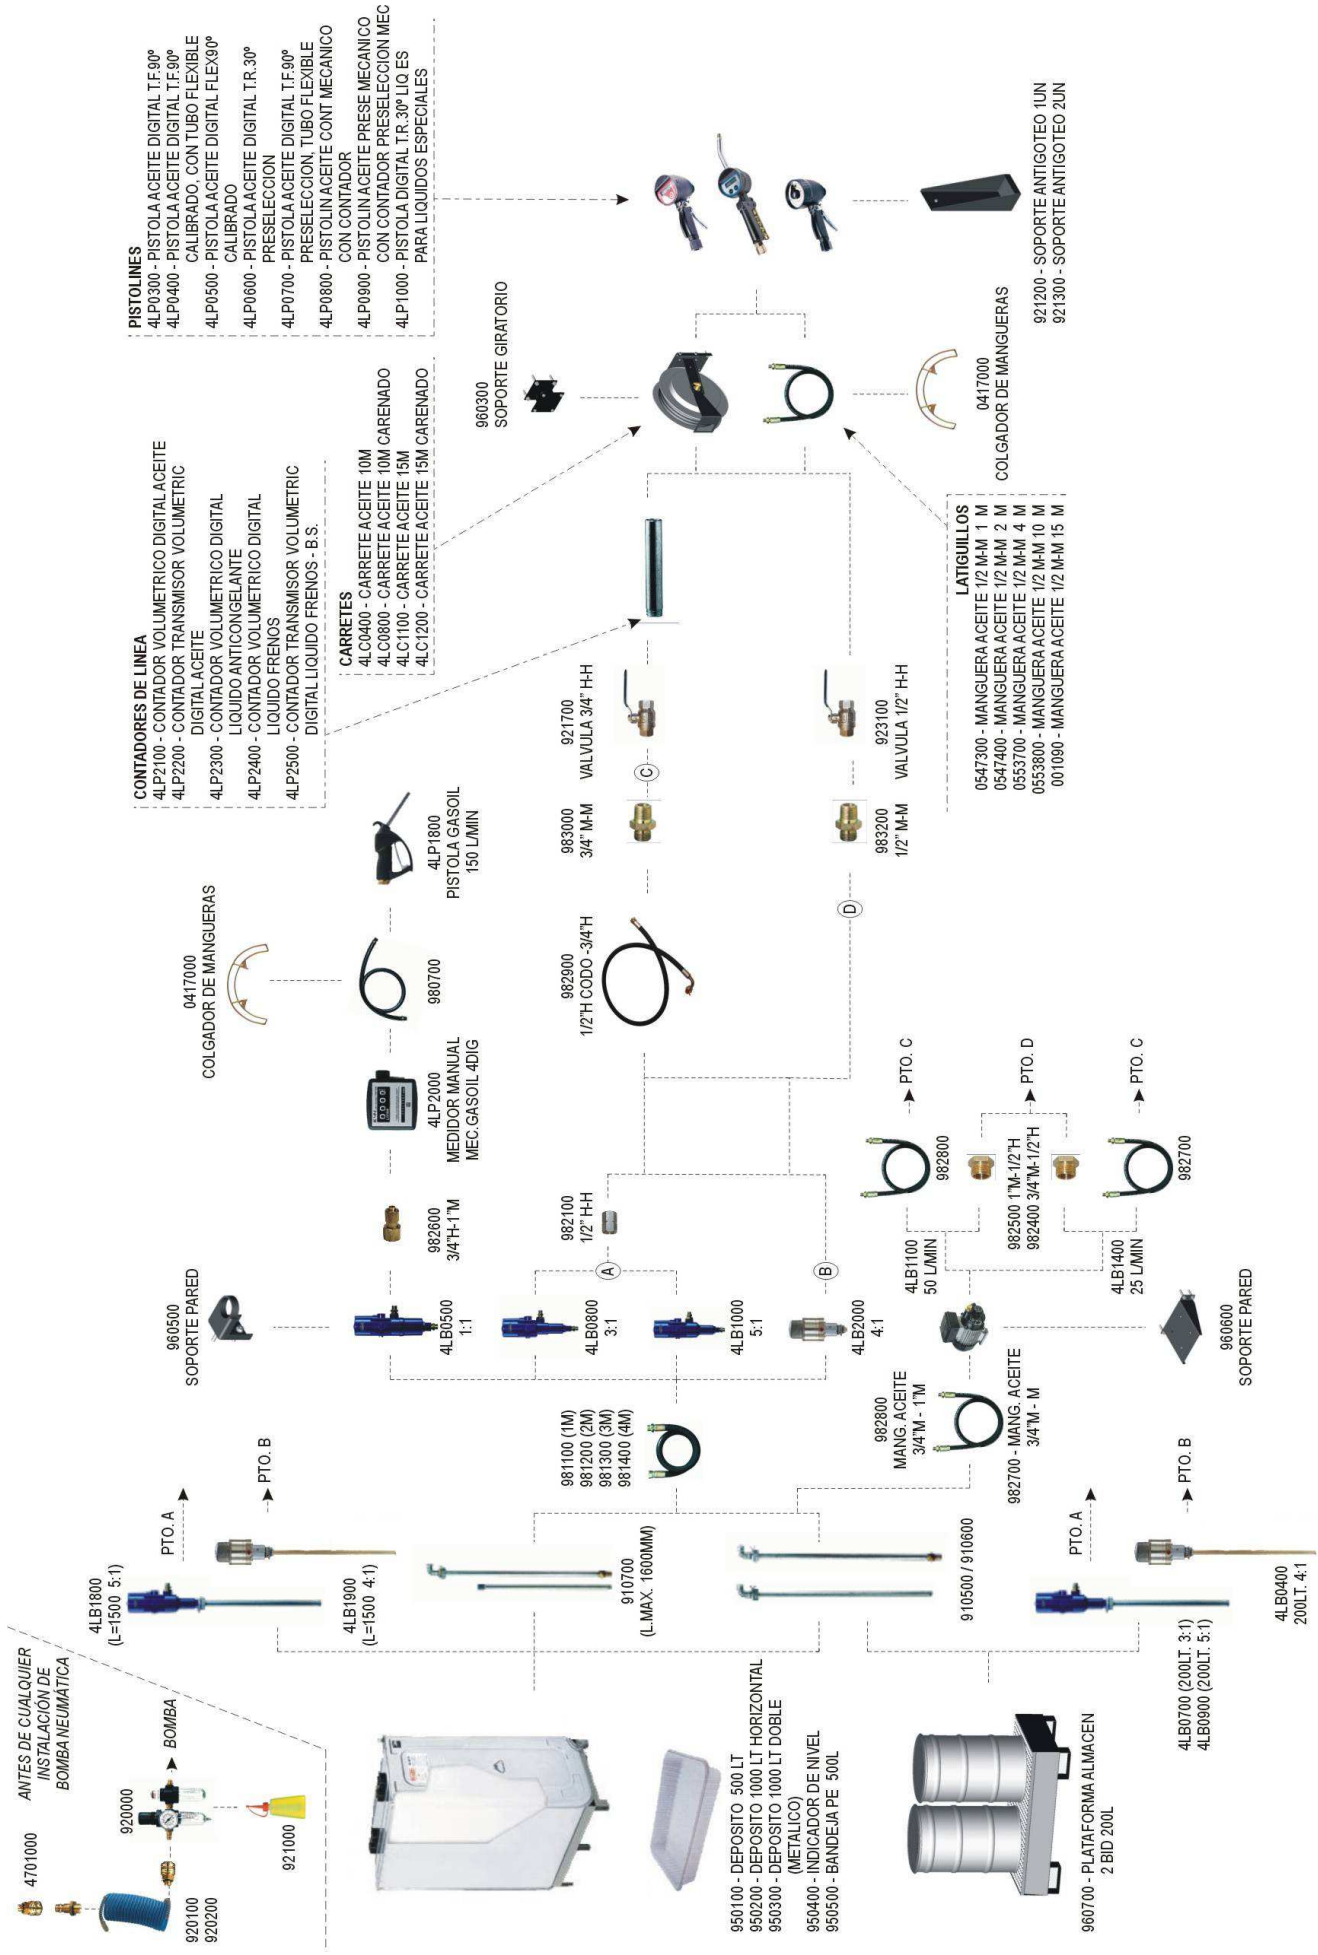 ANTES DE CUALQUIER
INSTALACIÓN DE
BOMBA NEUMÁTICA
4701000
920000
BOMBA
920100
920200
921000
4LB1800
(L=1500 5:1)
PTO. A
PTO. B
4LB1900
(L=1500 4:1)
910700
(L.MAX. 1600MM)
910500 / 910600
950100 - DEPOSITO 500 LT
950200 - DEPOSITO 1000 LT HORIZONTAL
950300 - DEPOSITO 1000 LT DOBLE
(METALICO)
950400 - INDICADOR DE NIVEL
950500 - BANDEJA PE 500L
960700 - PLATAFORMA ALMACEN
2 BID 200L
PTO. A
PTO. B
4LB0700 (200LT. 3:1)
4LB0900 (200LT. 5:1)
4LB0400
200LT. 4:1
960500
SOPORTE PARED
981100 (1M)
981200 (2M)
981300 (3M)
981400 (4M)
4LB0500
1:1
4LB0800
3:1
4LB1000
5:1
4LB2000
4:1
A
B
982100
1/2" H-H
982600
3/4"H-1"M
4LP2000
MEDIDOR MANUAL
MEC.GASOIL 4DIG
0417000
COLGADOR DE MANGUERAS
980700
4LP1800
PISTOLA GASOIL
150 L/MIN
982800
MANG. ACEITE
3/4"M - 1"M
982700 - MANG. ACEITE
3/4"M - M
960600
SOPORTE PARED
4LB1100
50 L/MIN
4LB1400
25 L/MIN
982800
982500 1"M-1/2"H
982400 3/4"M-1/2"H
982700
PTO. C
PTO. D
PTO. C
982900
1/2"H CODO -3/4"H
D
983000
3/4" M-M
C
921700
VALVULA 3/4" H-H
983200
1/2" M-M
923100
VALVULA 1/2" H-H
CONTADORES DE LINEA
4LP2100 - CONTADOR VOLUMETRICO DIGITAL ACEITE
4LP2200 - CONTADOR TRANSMISOR VOLUMETRIC
DIGITAL ACEITE
4LP2300 - CONTADOR VOLUMETRICO DIGITAL
LIQUIDO ANTICONGELANTE
4LP2400 - CONTADOR VOLUMETRICO DIGITAL
LIQUIDO FRENOS
4LP2500 - CONTADOR TRANSMISOR VOLUMETRIC
DIGITAL LIQUIDO FRENOS - B.S.
CARRETES
4LC0400 - CARRETE ACEITE 10M
4LC0800 - CARRETE ACEITE 10M CARENADO
4LC1100 - CARRETE ACEITE 15M
4LC1200 - CARRETE ACEITE 15M CARENADO
LATIGUILLOS
0547300 - MANGUERA ACEITE 1/2 M-M 1 M
0547400 - MANGUERA ACEITE 1/2 M-M 2 M
0553700 - MANGUERA ACEITE 1/2 M-M 4 M
0553800 - MANGUERA ACEITE 1/2 M-M 10 M
001090 - MANGUERA ACEITE 1/2 M-M 15 M
960300
SOPORTE GIRATORIO
0417000
COLGADOR DE MANGUERAS
PISTOLINES
4LP0300 - PISTOLA ACEITE DIGITAL T.F.90º
4LP0400 - PISTOLA ACEITE DIGITAL T.F.90º
CALIBRADO, CON TUBO FLEXIBLE
4LP0500 - PISTOLA ACEITE DIGITAL FLEX90º
CALIBRADO
4LP0600 - PISTOLA ACEITE DIGITAL T.R.30º
PRESELECCION
4LP0700 - PISTOLA ACEITE DIGITAL T.F.90º
PRESELECCION, TUBO FLEXIBLE
4LP0800 - PISTOLIN ACEITE CONT MECANICO
CON CONTADOR
4LP0900 - PISTOLIN ACEITE PRESE MECANICO
CON CONTADOR PRESELECCION MEC
4LP1000 - PISTOLA DIGITAL T.R.30º LIQ ES
PARA LIQUIDOS ESPECIALES
921200 - SOPORTE ANTIGOTEO 1UN
921300 - SOPORTE ANTIGOTEO 2UN